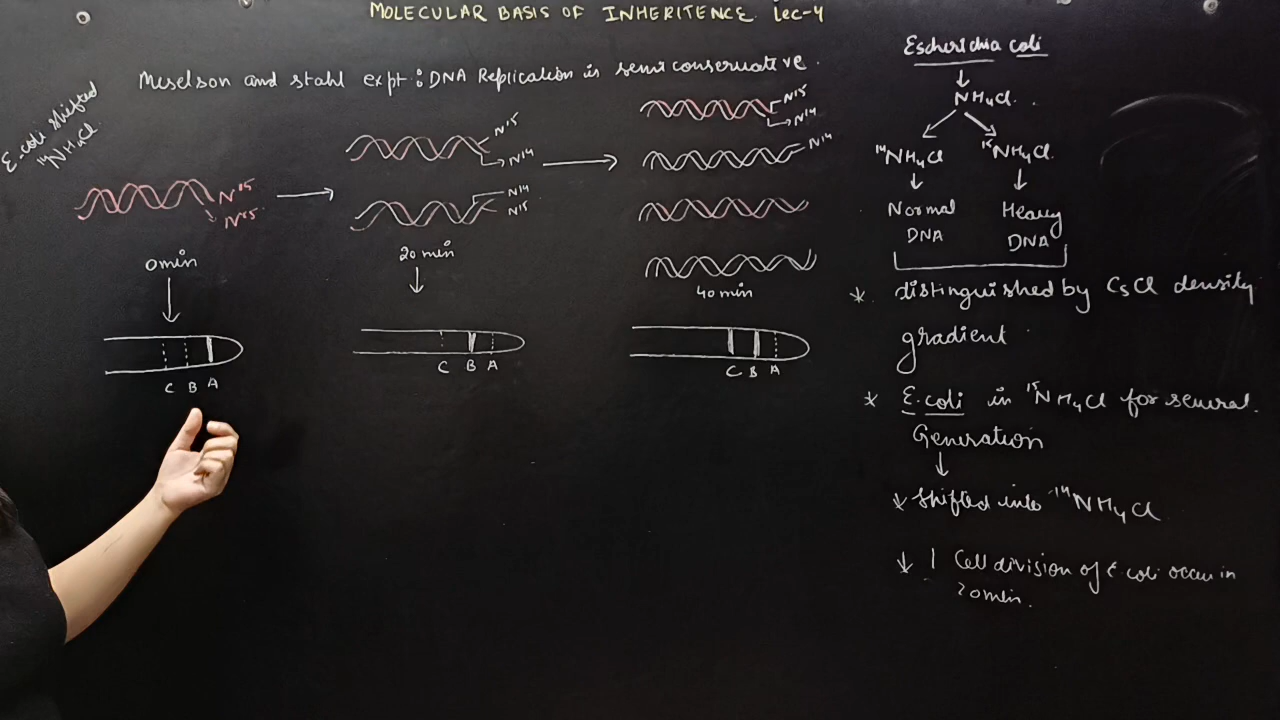 MOLECULAR BASIS OF INHERITENCE. Lec-4
Meselson and stahl expt: DNA Replication is semi conservative.
E.coli shifted
¹⁴NH₄Cl
N¹⁵
N¹⁵
0min
C B A
N¹⁵
N¹⁴
N¹⁴
N¹⁵
20 min
C B A
N¹⁵
N¹⁴
N¹⁴
40 min
C B A
Escherichia coli
NH₄Cl.
¹⁴NH₄Cl ¹⁵NH₄Cl.
Normal Heavy
DNA DNA
* distinguished by CsCl density
gradient
* E.coli in ¹⁵NH₄Cl for several
Generation
shifted into ¹⁴NH₄Cl
1 Cell division of E.coli occur in
20min.